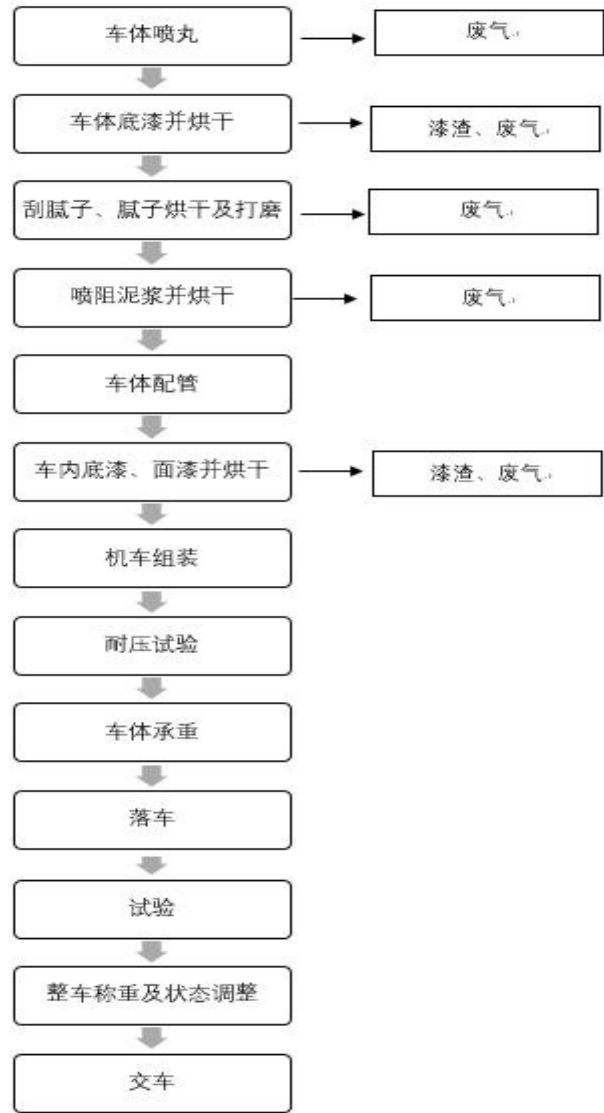 车体喷丸
废气
车体底漆并烘干
漆渣、废气
刮腻子、腻子烘干及打磨
废气
喷阻泥浆并烘干
废气
车体配管
车内底漆、面漆并烘干
漆渣、废气
机车组装
耐压试验
车体承重
落车
试验
整车称重及状态调整
交车